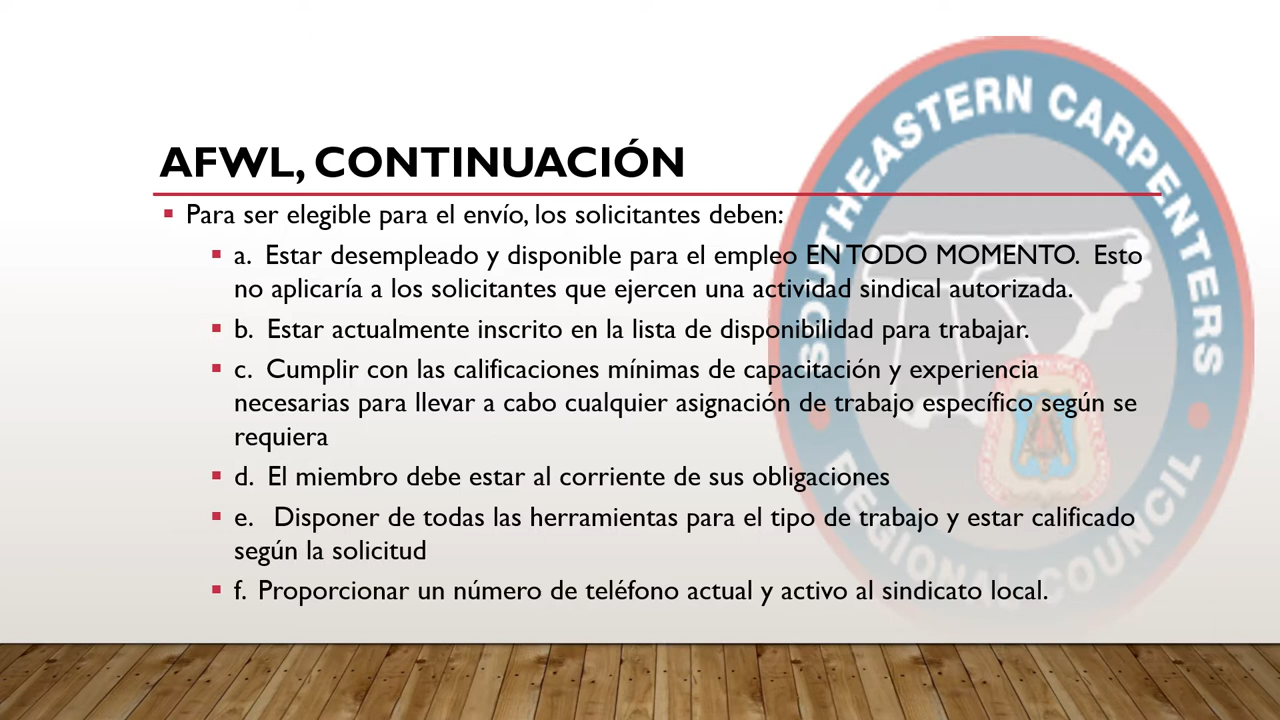 SOUTHEASTERN CARPENTERS
REGIONAL COUNCIL
AFWL, CONTINUACIÓN
Para ser elegible para el envío, los solicitantes deben:
a. Estar desempleado y disponible para el empleo EN TODO MOMENTO. Esto
no aplicaría a los solicitantes que ejercen una actividad sindical autorizada.
b. Estar actualmente inscrito en la lista de disponibilidad para trabajar.
c. Cumplir con las calificaciones mínimas de capacitación y experiencia
necesarias para llevar a cabo cualquier asignación de trabajo específico según se
requiera
d. El miembro debe estar al corriente de sus obligaciones
e. Disponer de todas las herramientas para el tipo de trabajo y estar calificado
según la solicitud
f. Proporcionar un número de teléfono actual y activo al sindicato local.